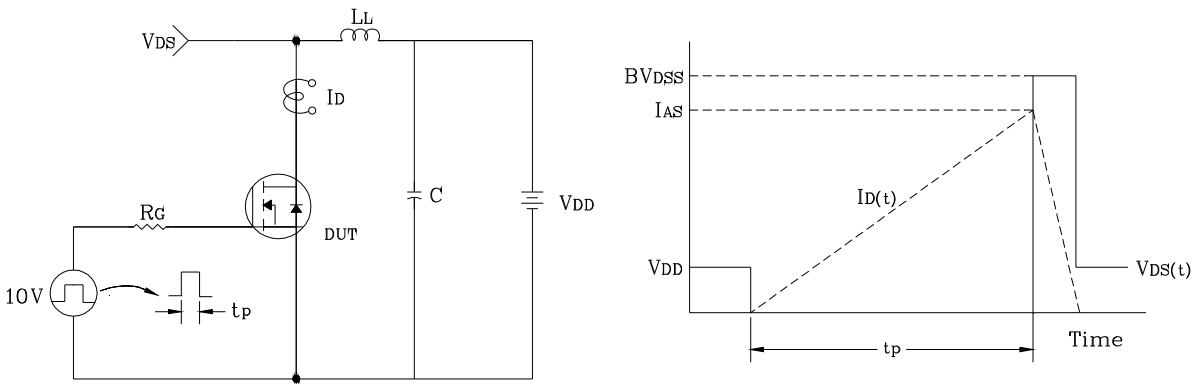 VDS
LL
ID
C
VDD
RG
DUT
10V
tp
BVDSS
IAS
ID(t)
VDD
VDS(t)
Time
tp